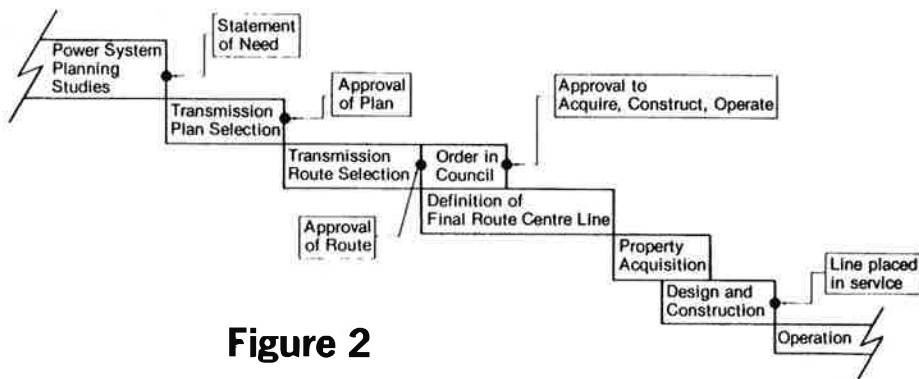 Statement
of Need
Power System
Planning
Studies
Approval
of Plan
Approval to
Acquire, Construct, Operate
Transmission
Plan Selection
Transmission
Route Selection
Order in
Council
Definition of
Final Route Centre Line
Approval
of Route
Property
Acquisition
Line placed
in service
Design and
Construction
Operation
Figure 2